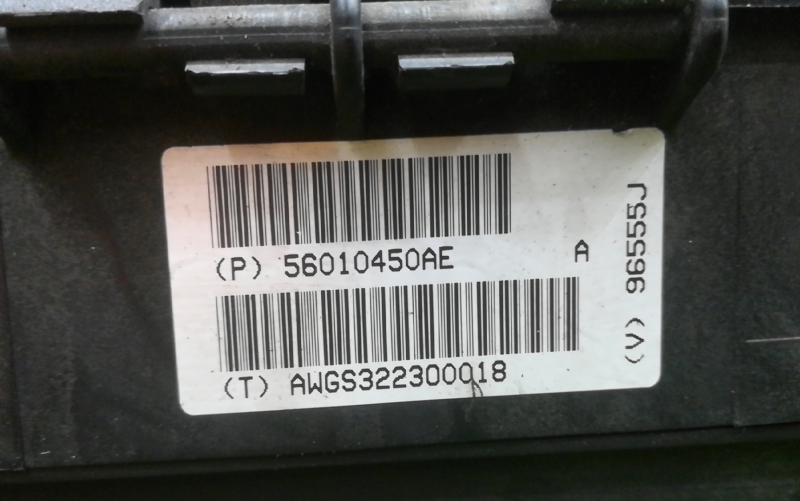 (P) 56010450AE A
(T) AWGS322300018
(V) 96555J